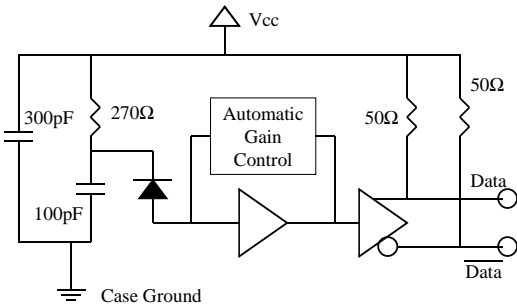 Vcc
50Ω
300pF
270Ω
Automatic
Gain
Control
50Ω
100pF
Data
Data
Case Ground